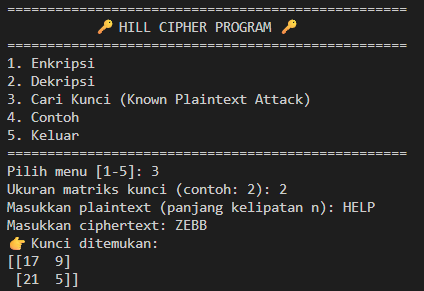 ==================================================
🔑 HILL CIPHER PROGRAM 🔑
==================================================
1. Enkripsi
2. Dekripsi
3. Cari Kunci (Known Plaintext Attack)
4. Contoh
5. Keluar
==================================================
Pilih menu [1-5]: 3
Ukuran matriks kunci (contoh: 2): 2
Masukkan plaintext (panjang kelipatan n): HELP
Masukkan ciphertext: ZEBB
👉 Kunci ditemukan:
[[17  9]
 [21  5]]